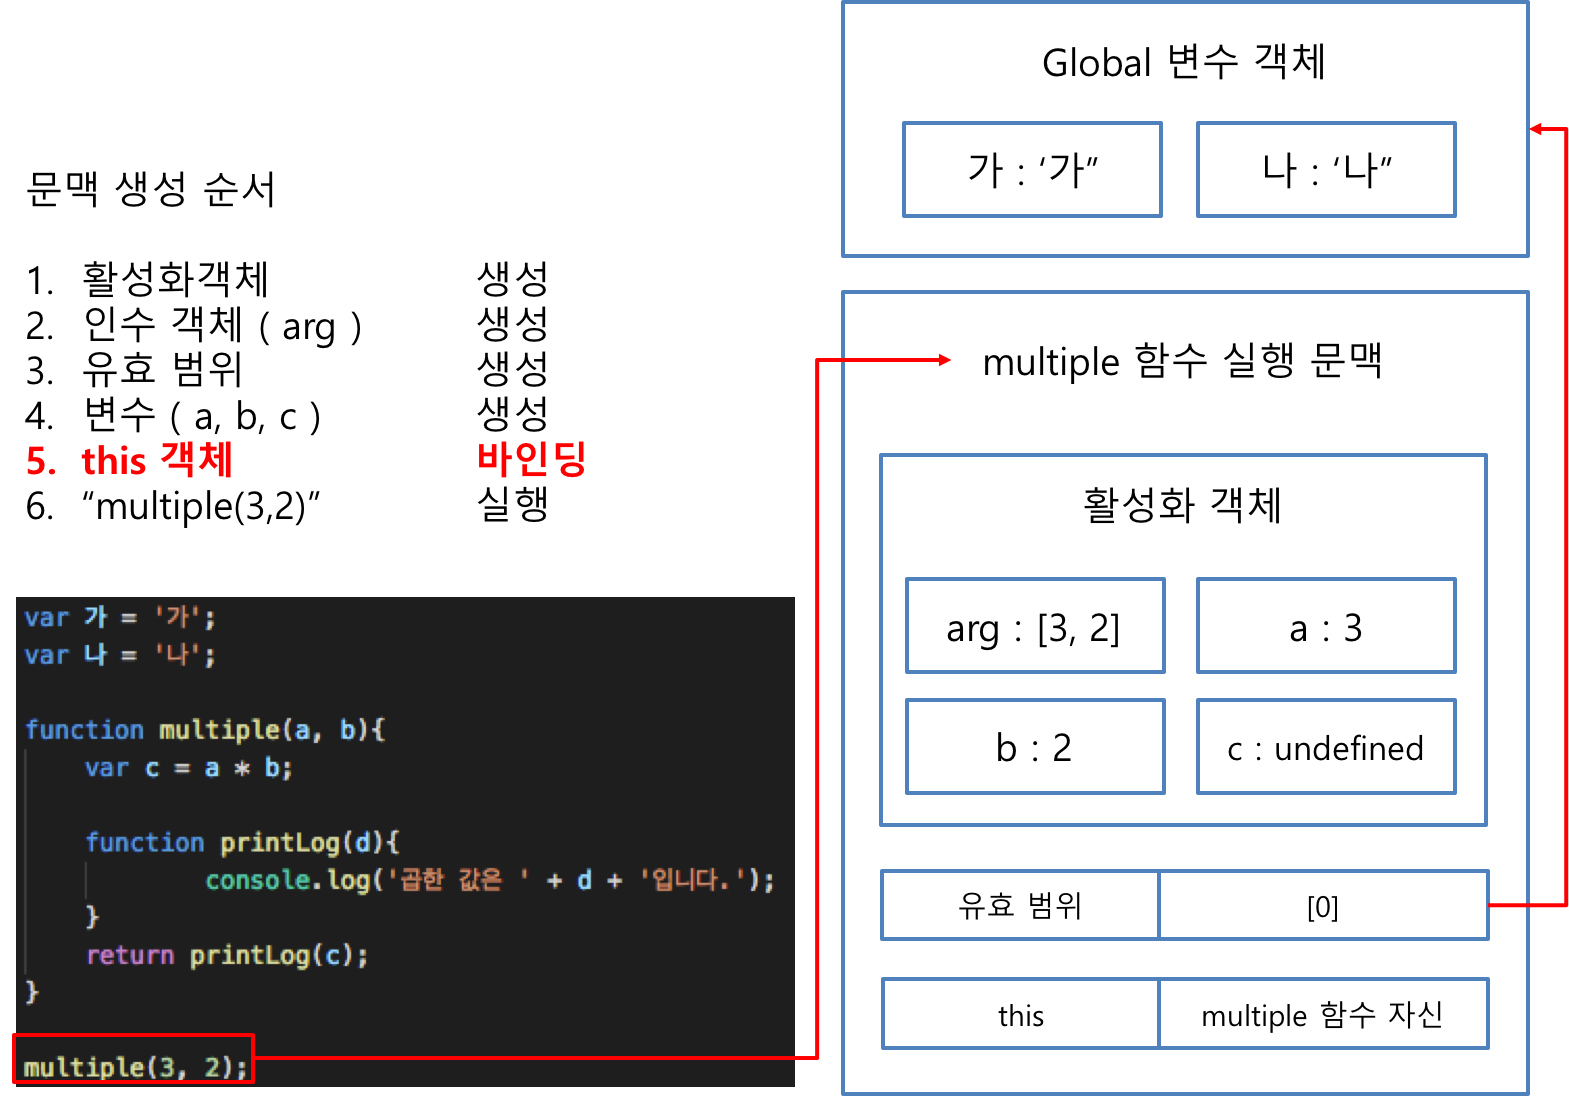 문맥 생성 순서
1. 활성화객체 생성
2. 인수 객체 ( arg ) 생성
3. 유효 범위 생성
4. 변수 ( a, b, c ) 생성
5. this 객체 바인딩
6. “multiple(3,2)” 실행
var 가 = '가';
var 나 = '나';
function multiple(a, b){
var c = a * b;
function printLog(d){
console.log('곱한 값은 ' + d + '입니다.');
}
return printLog(c);
}
multiple(3, 2);
Global 변수 객체
가 : ‘가”
나 : ‘나”
multiple 함수 실행 문맥
활성화 객체
arg : [3, 2]
a : 3
b : 2
c : undefined
유효 범위
[0]
this
multiple 함수 자신